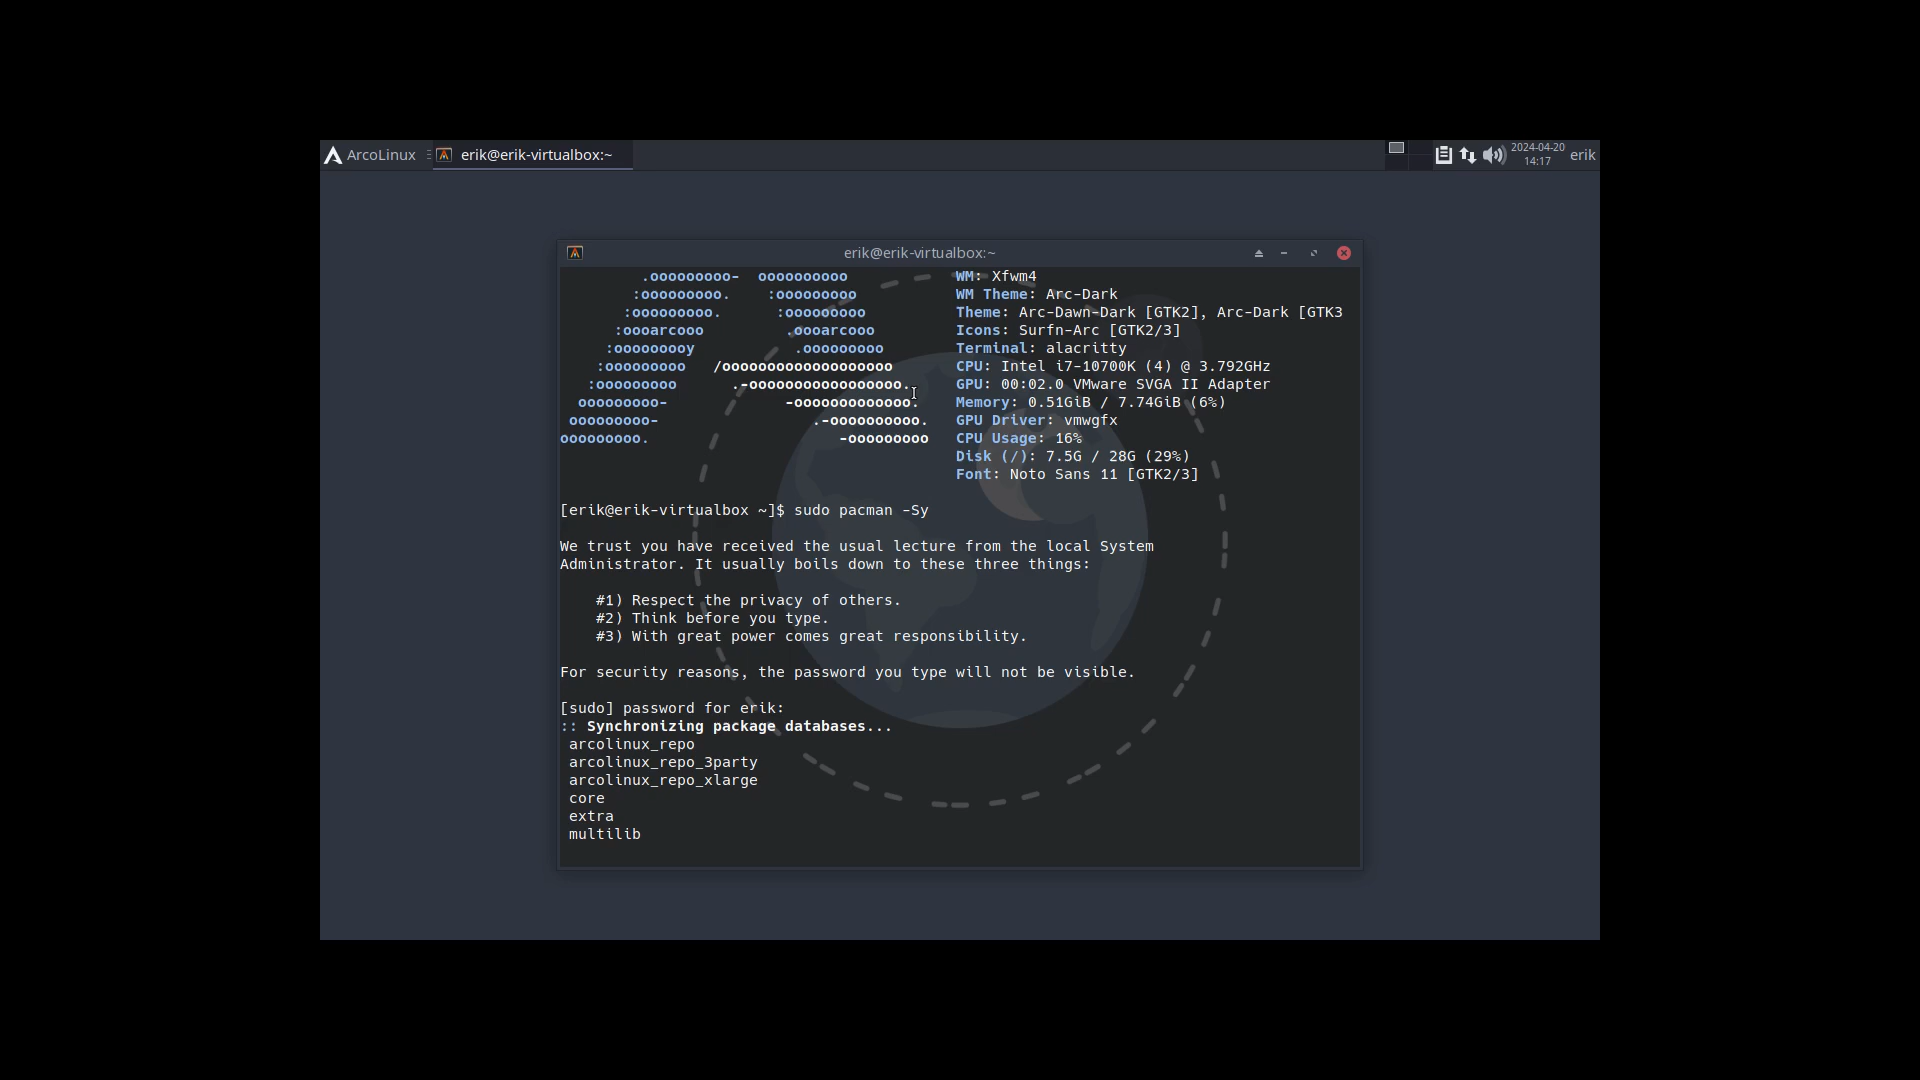 ArcoLinux
erik@erik-virtualbox:~
2024-04-20
14:17
erik
erik@erik-virtualbox:~
.ooooooooo-  oooooooooo WM: Xfwm4
:ooooooooo.    :ooooooooo WM Theme: Arc-Dark
:ooooooooo.      :ooooooooo Theme: Arc-Dawn-Dark [GTK2], Arc-Dark [GTK3
:oooarcooo         .oooarcooo Icons: Surfn-Arc [GTK2/3]
:ooooooooy           .ooooooooo Terminal: alacritty
:ooooooooo   /ooooooooooooooooooo CPU: Intel i7-10700K (4) @ 3.792GHz
:ooooooooo      .-ooooooooooooooooo. GPU: 00:02.0 VMware SVGA II Adapter
ooooooooo-             -ooooooooooooo. Memory: 0.51GiB / 7.74GiB (6%)
ooooooooo-                 .-oooooooooo. GPU Driver: vmwgfx
ooooooooo.                     -ooooooooo CPU Usage: 16%
Disk (/): 7.5G / 28G (29%)
Font: Noto Sans 11 [GTK2/3]
[erik@erik-virtualbox ~]$ sudo pacman -Sy
We trust you have received the usual lecture from the local System
Administrator. It usually boils down to these three things:
#1) Respect the privacy of others.
#2) Think before you type.
#3) With great power comes great responsibility.
For security reasons, the password you type will not be visible.
[sudo] password for erik:
:: Synchronizing package databases...
arcolinux_repo
arcolinux_repo_3party
arcolinux_repo_xlarge
core
extra
multilib